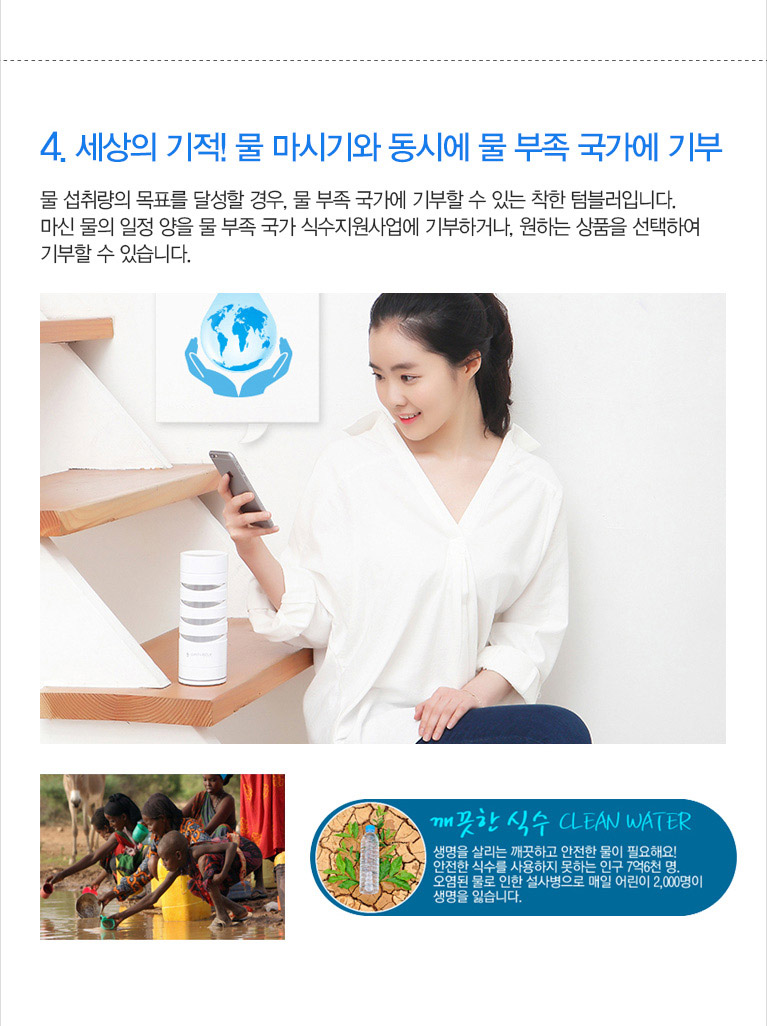 4. 세상의 기적! 물 마시기와 동시에 물 부족 국가에 기부
물 섭취량의 목표를 달성할 경우, 물 부족 국가에 기부할 수 있는 착한 텀블러입니다.
마신 물의 일정 양을 물 부족 국가 식수지원사업에 기부하거나, 원하는 상품을 선택하여
기부할 수 있습니다.
깨끗한 식수 CLEAN WATER
생명을 살리는 깨끗하고 안전한 물이 필요해요!
안전한 식수를 사용하지 못하는 인구 7억6천 명.
오염된 물로 인한 설사병으로 매일 어린이 2,000명이
생명을 잃습니다.